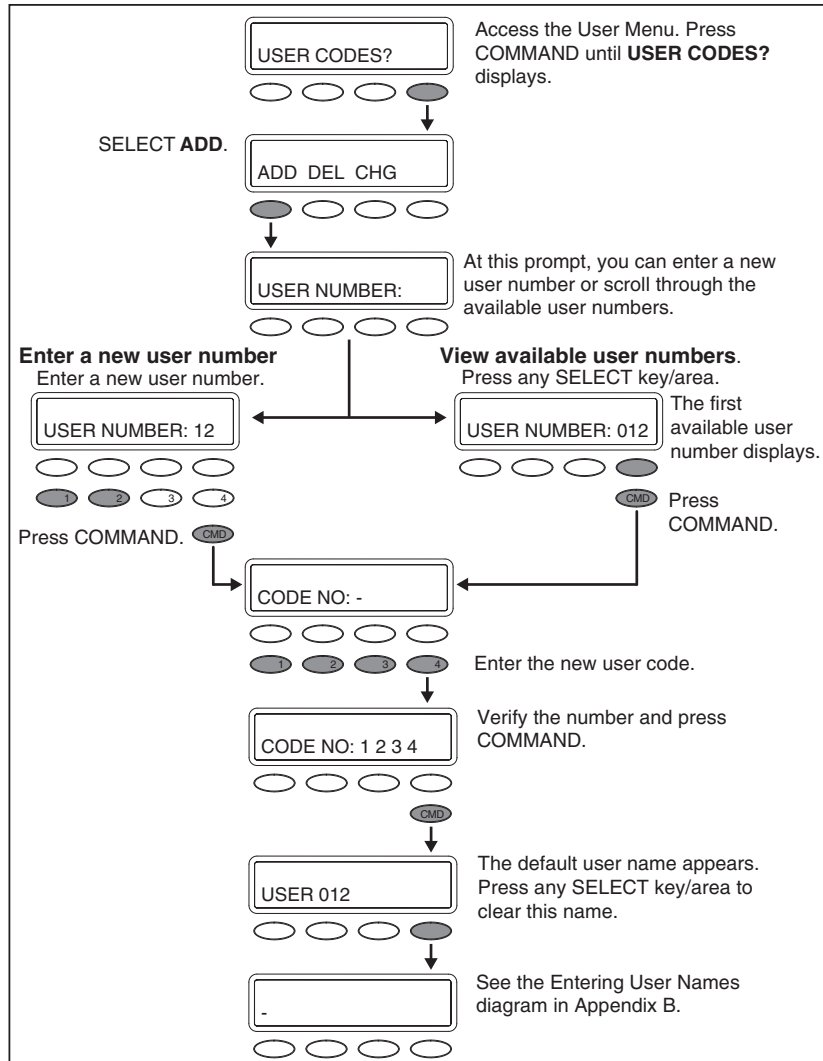 USER CODES?
Access the User Menu. Press
COMMAND until USER CODES?
displays.
SELECT ADD.
ADD DEL CHG
USER NUMBER:
At this prompt, you can enter a new
user number or scroll through the
available user numbers.
Enter a new user number
Enter a new user number.
USER NUMBER: 12
1 2 3 4
Press COMMAND. CMD
View available user numbers.
Press any SELECT key/area.
USER NUMBER: 012
The first
available user
number displays.
CMD Press
COMMAND.
CODE NO: -
1 2 3 4
Enter the new user code.
CODE NO: 1 2 3 4
Verify the number and press
COMMAND.
CMD
USER 012
The default user name appears.
Press any SELECT key/area to
clear this name.
-
See the Entering User Names
diagram in Appendix B.